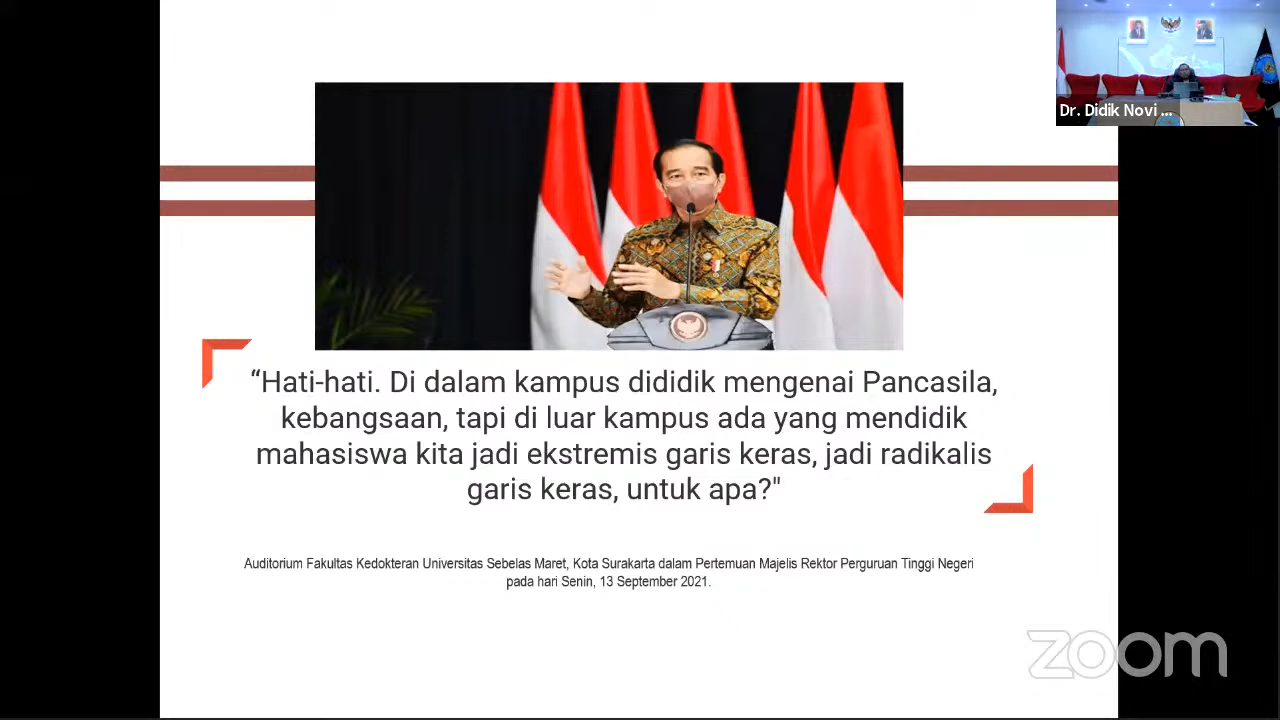 Dr. Didik Novi ...
“Hati-hati. Di dalam kampus dididik mengenai Pancasila,
kebangsaan, tapi di luar kampus ada yang mendidik
mahasiswa kita jadi ekstremis garis keras, jadi radikalis
garis keras, untuk apa?"
Auditorium Fakultas Kedokteran Universitas Sebelas Maret, Kota Surakarta dalam Pertemuan Majelis Rektor Perguruan Tinggi Negeri
pada hari Senin, 13 September 2021.
zoom